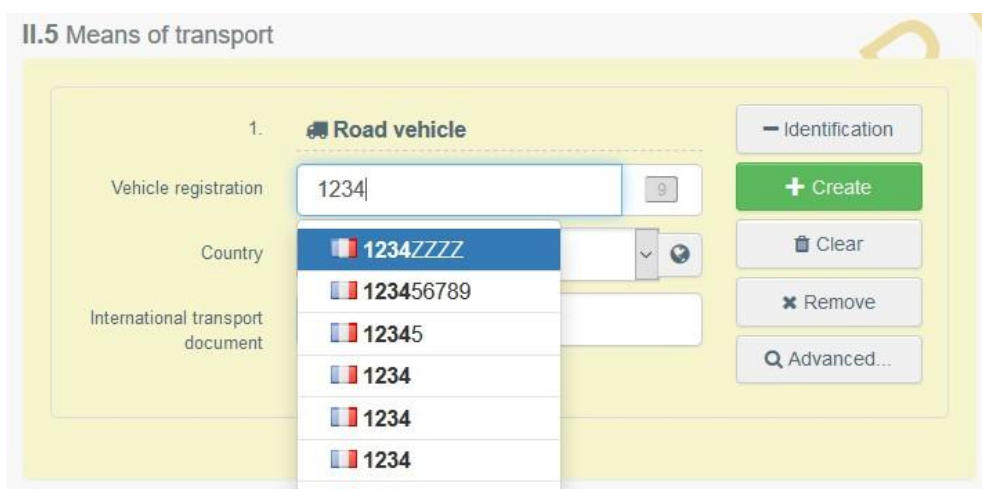 II.5 Means of transport
1. Road vehicle
Identification
Vehicle registration 1234 9
Create
Country
Clear
1234ZZZZ
123456789
International transport
document
Remove
12345
Advanced...
1234
1234
1234